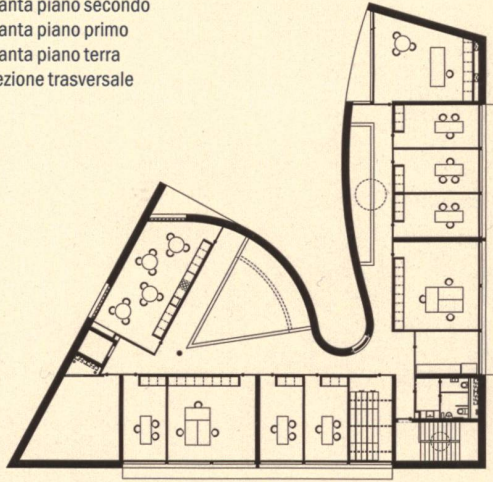 anta piano secondo
anta piano primo
anta piano terra
ezione trasversale